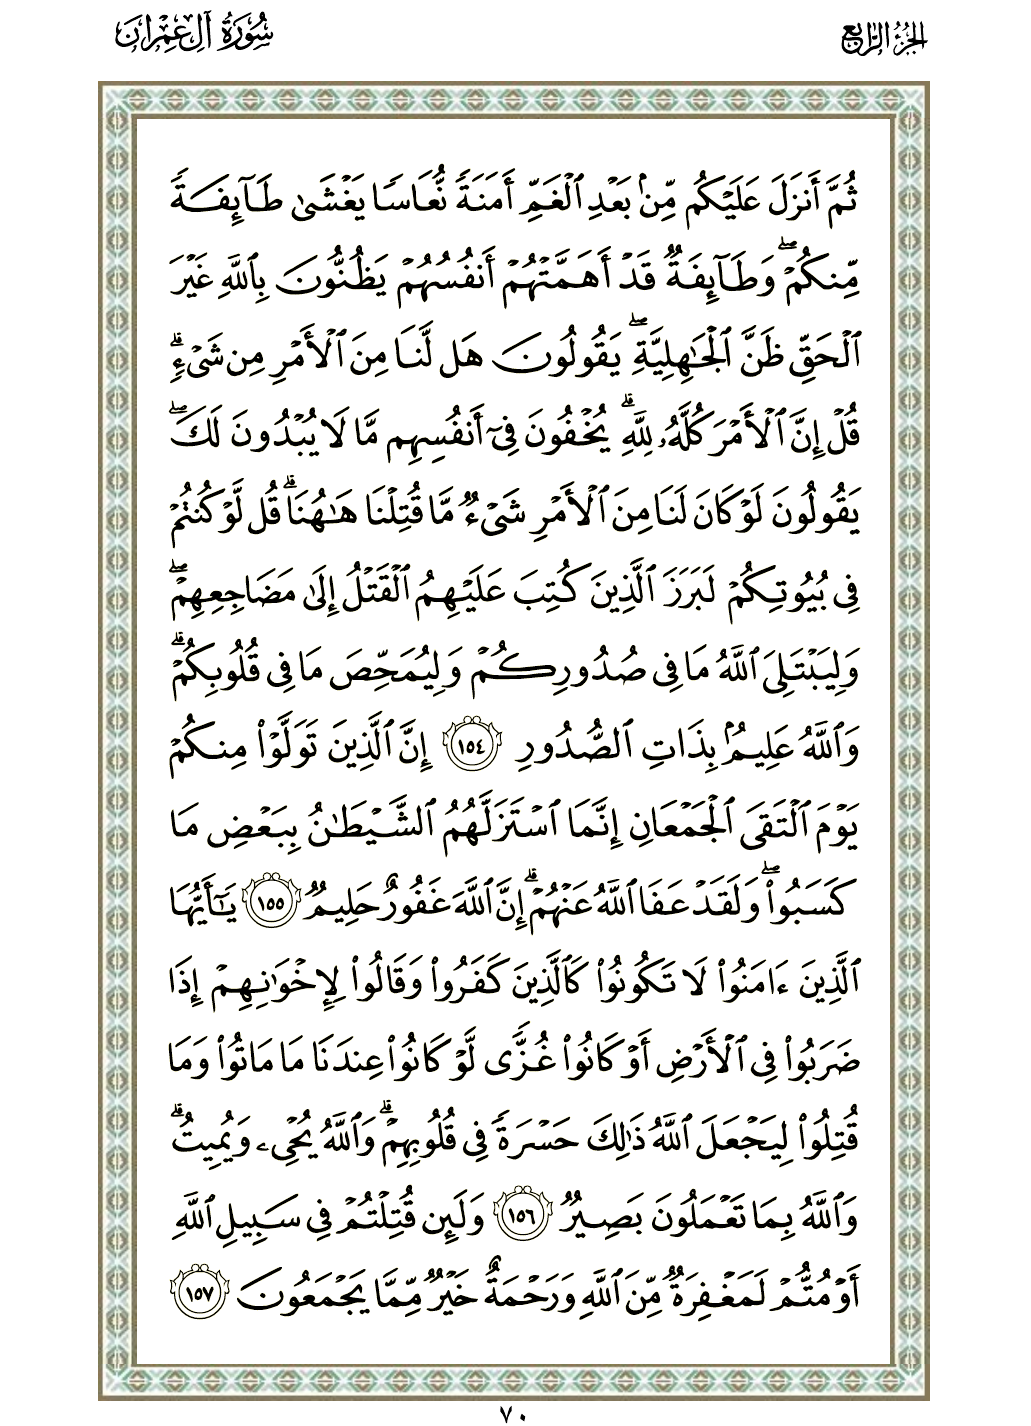 الجزء الرابع
سُورَةُ آلِ عِمْرَانَ
ثُمَّ أَنزَلَ عَلَيْكُم مِّنۢ بَعْدِ ٱلْغَمِّ أَمَنَةً نُّعَاسًا يَغْشَىٰ طَآئِفَةً
مِّنكُمْ ۖ وَطَآئِفَةٌ قَدْ أَهَمَّتْهُمْ أَنفُسُهُمْ يَظُنُّونَ بِٱللَّهِ غَيْرَ
ٱلْحَقِّ ظَنَّ ٱلْجَٰهِلِيَّةِ ۖ يَقُولُونَ هَل لَّنَا مِنَ ٱلْأَمْرِ مِن شَىْءٍ ۗ
قُلْ إِنَّ ٱلْأَمْرَ كُلَّهُۥ لِلَّهِ ۗ يُخْفُونَ فِىٓ أَنفُسِهِم مَّا لَا يُبْدُونَ لَكَ ۖ
يَقُولُونَ لَوْ كَانَ لَنَا مِنَ ٱلْأَمْرِ شَىْءٌ مَّا قُتِلْنَا هَٰهُنَا ۗ قُل لَّوْ كُنتُمْ
فِى بُيُوتِكُمْ لَبَرَزَ ٱلَّذِينَ كُتِبَ عَلَيْهِمُ ٱلْقَتْلُ إِلَىٰ مَضَاجِعِهِمْ ۖ
وَلِيَبْتَلِىَ ٱللَّهُ مَا فِى صُدُورِكُمْ وَلِيُمَحِّصَ مَا فِى قُلُوبِكُمْ ۗ
وَٱللَّهُ عَلِيمٌۢ بِذَاتِ ٱلصُّدُورِ ١٥٤ إِنَّ ٱلَّذِينَ تَوَلَّوْا۟ مِنكُمْ
يَوْمَ ٱلْتَقَى ٱلْجَمْعَانِ إِنَّمَا ٱسْتَزَلَّهُمُ ٱلشَّيْطَٰنُ بِبَعْضِ مَا
كَسَبُوا۟ ۖ وَلَقَدْ عَفَا ٱللَّهُ عَنْهُمْ ۗ إِنَّ ٱللَّهَ غَفُورٌ حَلِيمٌ ١٥٥ يَٰٓأَيُّهَا
ٱلَّذِينَ ءَامَنُوا۟ لَا تَكُونُوا۟ كَٱلَّذِينَ كَفَرُوا۟ وَقَالُوا۟ لِإِخْوَٰنِهِمْ إِذَا
ضَرَبُوا۟ فِى ٱلْأَرْضِ أَوْ كَانُوا۟ غُزًّى لَّوْ كَانُوا۟ عِندَنَا مَا مَاتُوا۟ وَمَا
قُتِلُوا۟ لِيَجْعَلَ ٱللَّهُ ذَٰلِكَ حَسْرَةً فِى قُلُوبِهِمْ ۗ وَٱللَّهُ يُحْىِۦ وَيُمِيتُ ۗ
وَٱللَّهُ بِمَا تَعْمَلُونَ بَصِيرٌ ١٥٦ وَلَئِن قُتِلْتُمْ فِى سَبِيلِ ٱللَّهِ
أَوْ مُتُّمْ لَمَغْفِرَةٌ مِّنَ ٱللَّهِ وَرَحْمَةٌ خَيْرٌ مِّمَّا يَجْمَعُونَ ١٥٧
٧٠